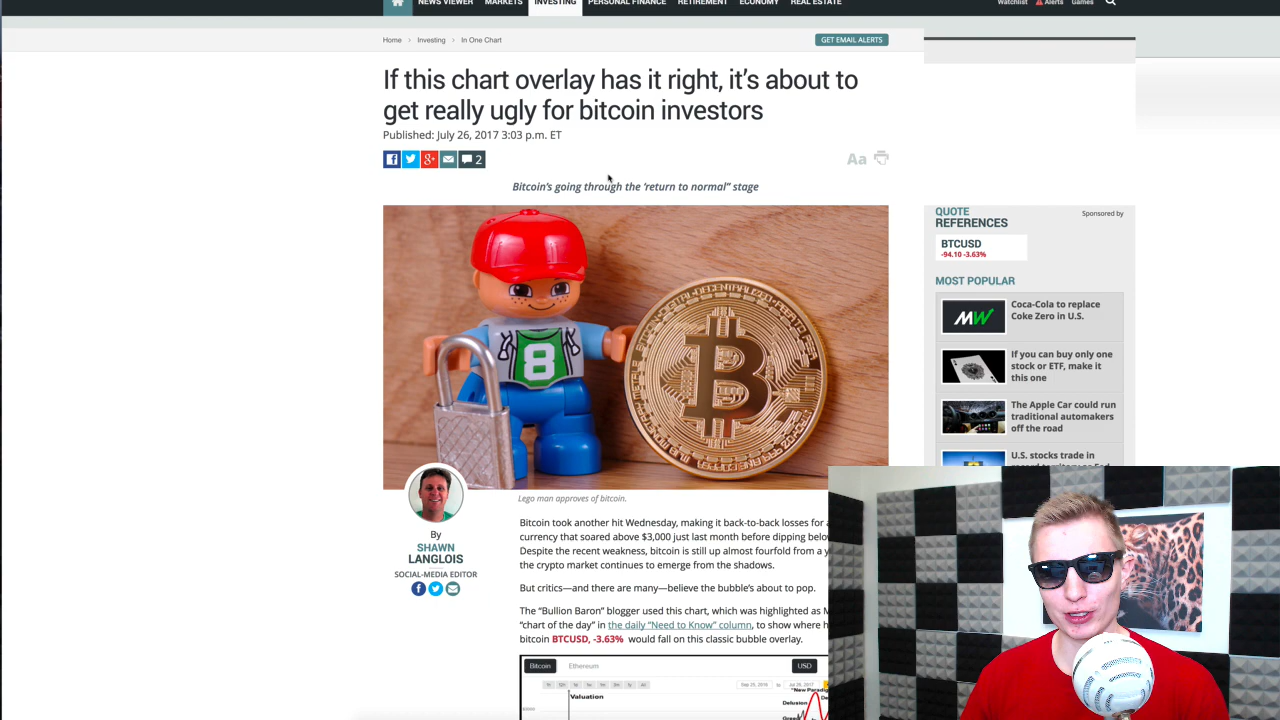 NEWS VIEWER MARKETS INVESTING PERSONAL FINANCE RETIREMENT ECONOMY REAL ESTATE
Watchlist Alerts Games
Home > Investing > In One Chart
GET EMAIL ALERTS
If this chart overlay has it right, it's about to
get really ugly for bitcoin investors
Published: July 26, 2017 3:03 p.m. ET
2
Aa
Bitcoin's going through the 'return to normal" stage
8
Lego man approves of bitcoin.
By
SHAWN
LANGLOIS
SOCIAL-MEDIA EDITOR
Bitcoin took another hit Wednesday, making it back-to-back losses for a
currency that soared above $3,000 just last month before dipping belo
Despite the recent weakness, bitcoin is still up almost fourfold from a y
the crypto market continues to emerge from the shadows.
But critics—and there are many—believe the bubble's about to pop.
The "Bullion Baron" blogger used this chart, which was highlighted as M
"chart of the day" in the daily "Need to Know" column, to show where h
bitcoin BTCUSD, -3.63% would fall on this classic bubble overlay.
Bitcoin Ethereum USD
Valuation
"New Paradig
Delusion
QUOTE
REFERENCES
Sponsored by
BTCUSD
-94.10 -3.63%
MOST POPULAR
MW
Coca-Cola to replace
Coke Zero in U.S.
If you can buy only one
stock or ETF, make it
this one
The Apple Car could run
traditional automakers
off the road
U.S. stocks trade in